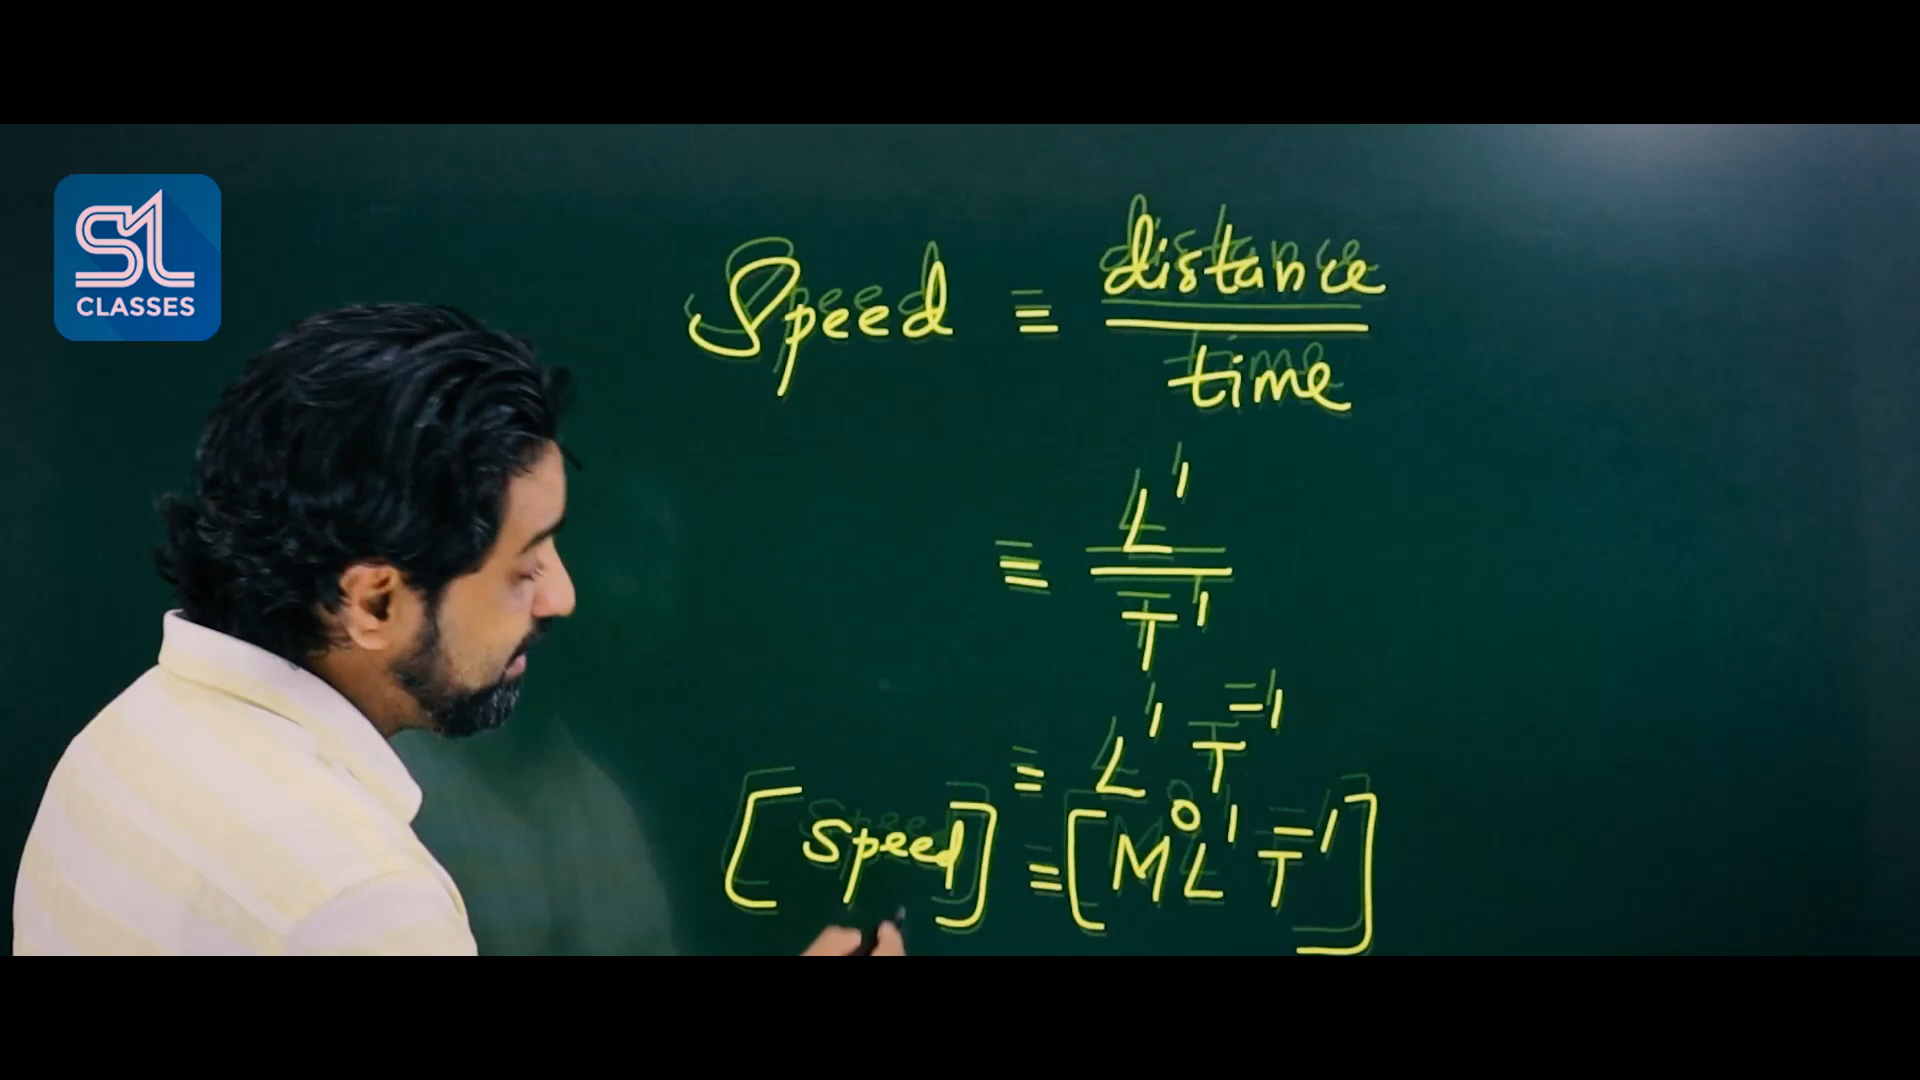 SL
CLASSES
Speed ≡ distance / time
≡ L¹ / T¹
≡ L¹ T⁻¹
[Speed] ≡ [M⁰ L¹ T⁻¹]